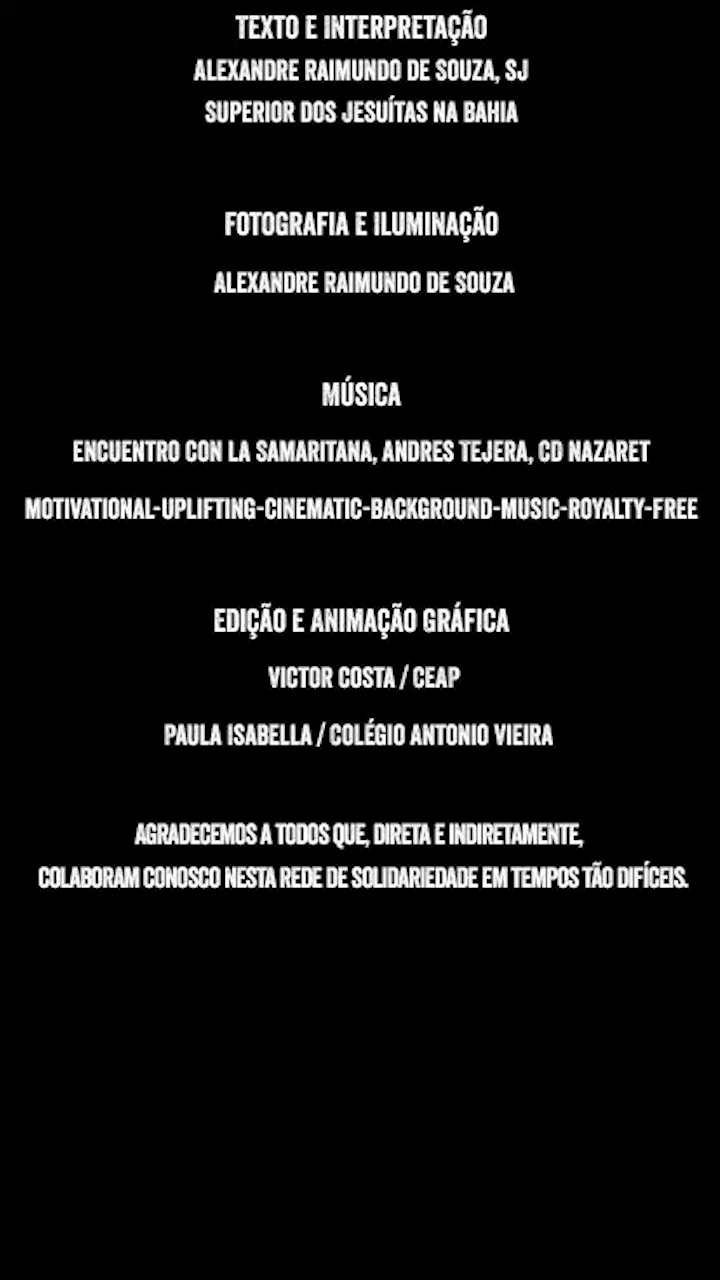 TEXTO E INTERPRETAÇÃO
ALEXANDRE RAIMUNDO DE SOUZA, SJ
SUPERIOR DOS JESUÍTAS NA BAHIA
FOTOGRAFIA E ILUMINAÇÃO
ALEXANDRE RAIMUNDO DE SOUZA
MÚSICA
ENCUENTRO CON LA SAMARITANA, ANDRES TEJERA, CD NAZARET
MOTIVATIONAL-UPLIFTING-CINEMATIC-BACKGROUND-MUSIC-ROYALTY-FREE
EDIÇÃO E ANIMAÇÃO GRÁFICA
VICTOR COSTA / CEAP
PAULA ISABELLA / COLÉGIO ANTONIO VIEIRA
AGRADECEMOS A TODOS QUE, DIRETA E INDIRETAMENTE,
COLABORAM CONOSCO NESTA REDE DE SOLIDARIEDADE EM TEMPOS TÃO DIFÍCEIS.